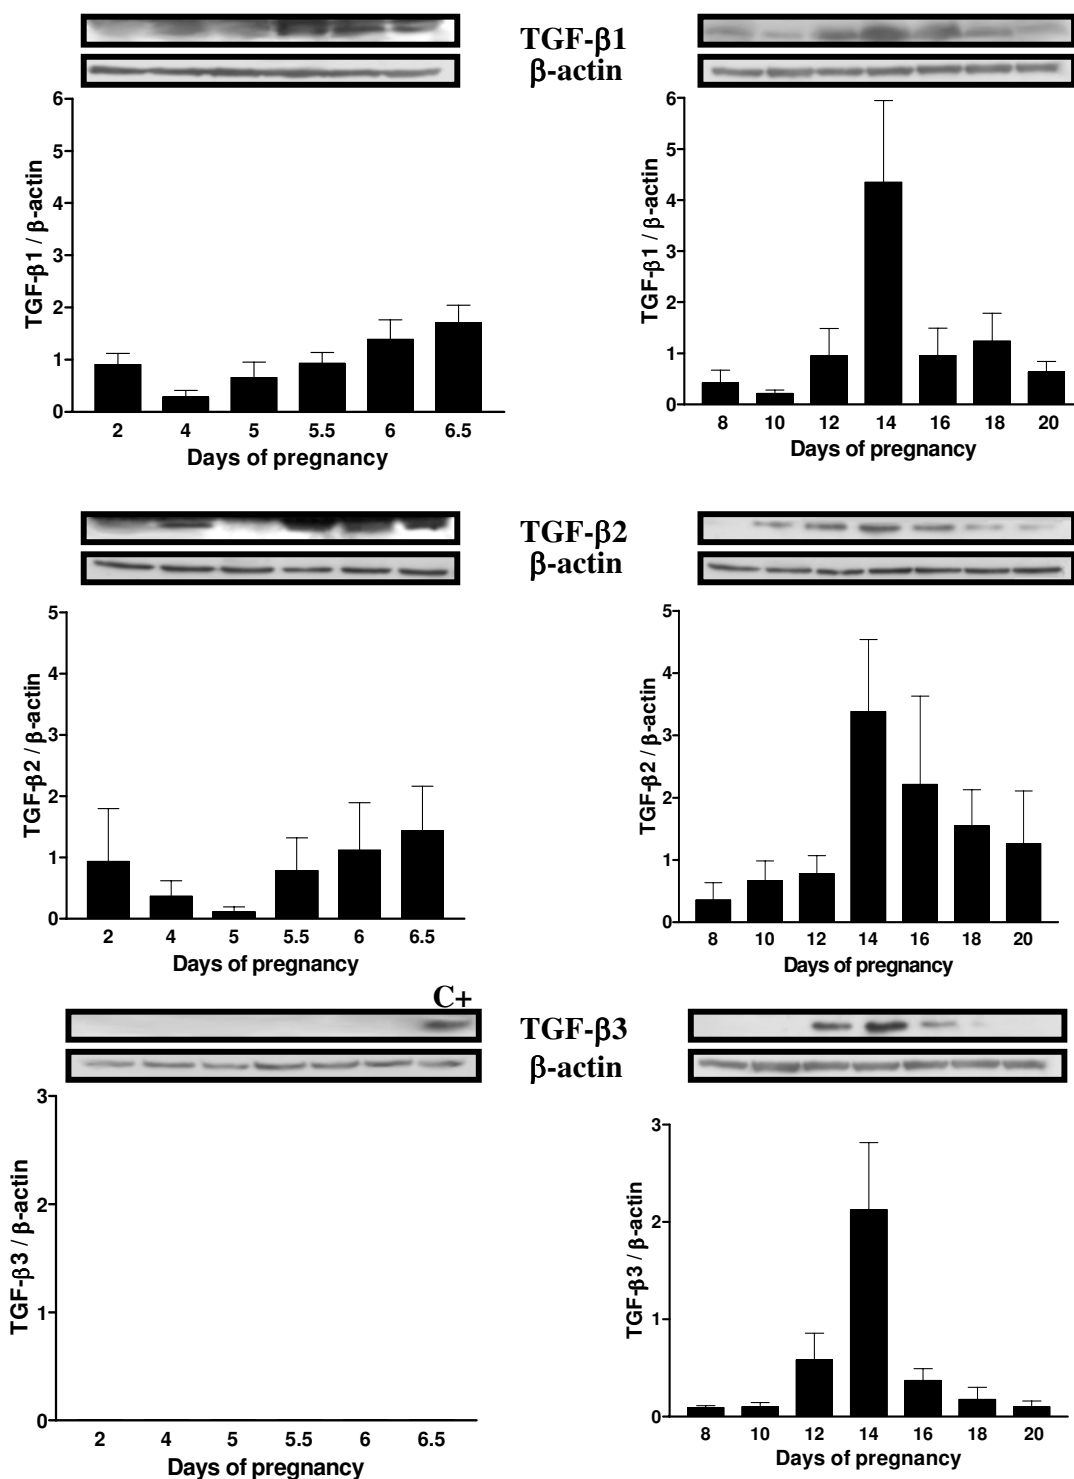 TGF-β1
β-actin
6
5
4
3
2
1
0
TGF-β1 / β-actin
2 4 5 5.5 6 6.5
Days of pregnancy
6
5
4
3
2
1
0
TGF-β1 / β-actin
8 10 12 14 16 18 20
Days of pregnancy
TGF-β2
β-actin
5
4
3
2
1
0
TGF-β2 / β-actin
2 4 5 5.5 6 6.5
Days of pregnancy
5
4
3
2
1
0
TGF-β2 / β-actin
8 10 12 14 16 18 20
Days of pregnancy
C+
TGF-β3
β-actin
3
2
1
0
TGF-β3 / β-actin
2 4 5 5.5 6 6.5
Days of pregnancy
3
2
1
0
TGF-β3 / β-actin
8 10 12 14 16 18 20
Days of pregnancy